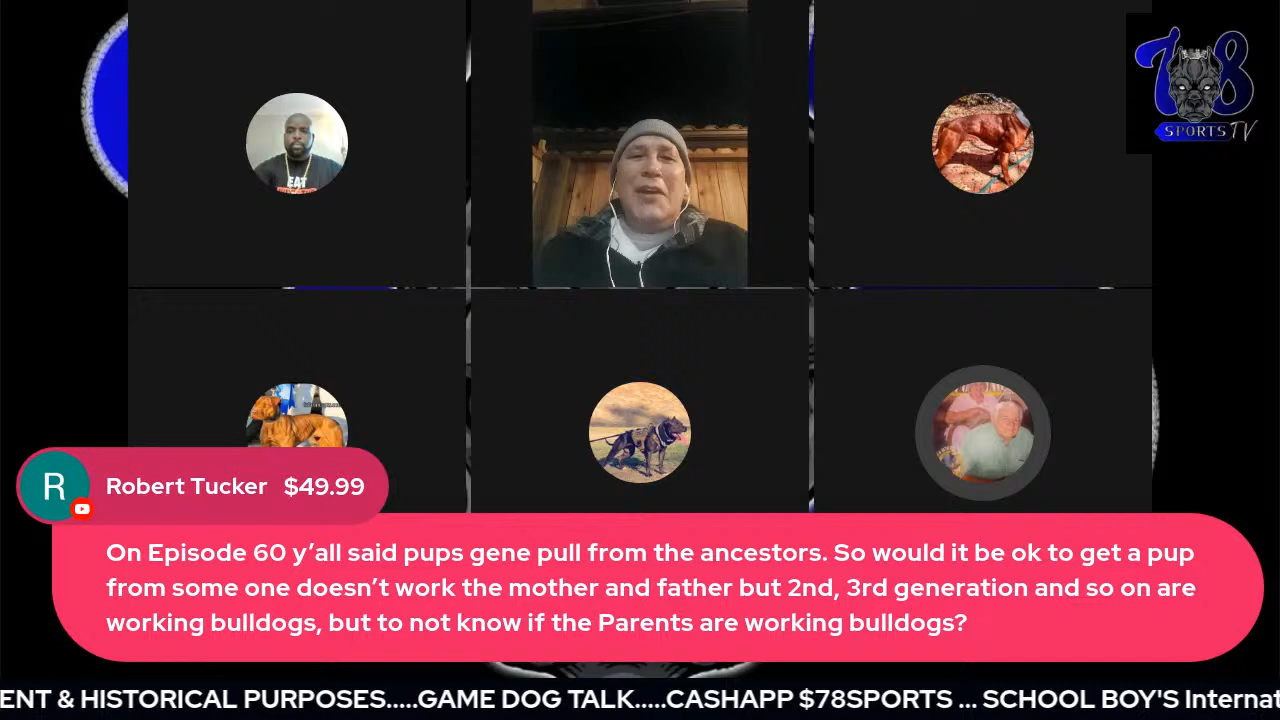 78
SPORTS TV
EAT
R
Robert Tucker $49.99
On Episode 60 y’all said pups gene pull from the ancestors. So would it be ok to get a pup
from some one doesn’t work the mother and father but 2nd, 3rd generation and so on are
working bulldogs, but to not know if the Parents are working bulldogs?
ENT & HISTORICAL PURPOSES.....GAME DOG TALK.....CASHAPP $78SPORTS ... SCHOOL BOY'S Internat